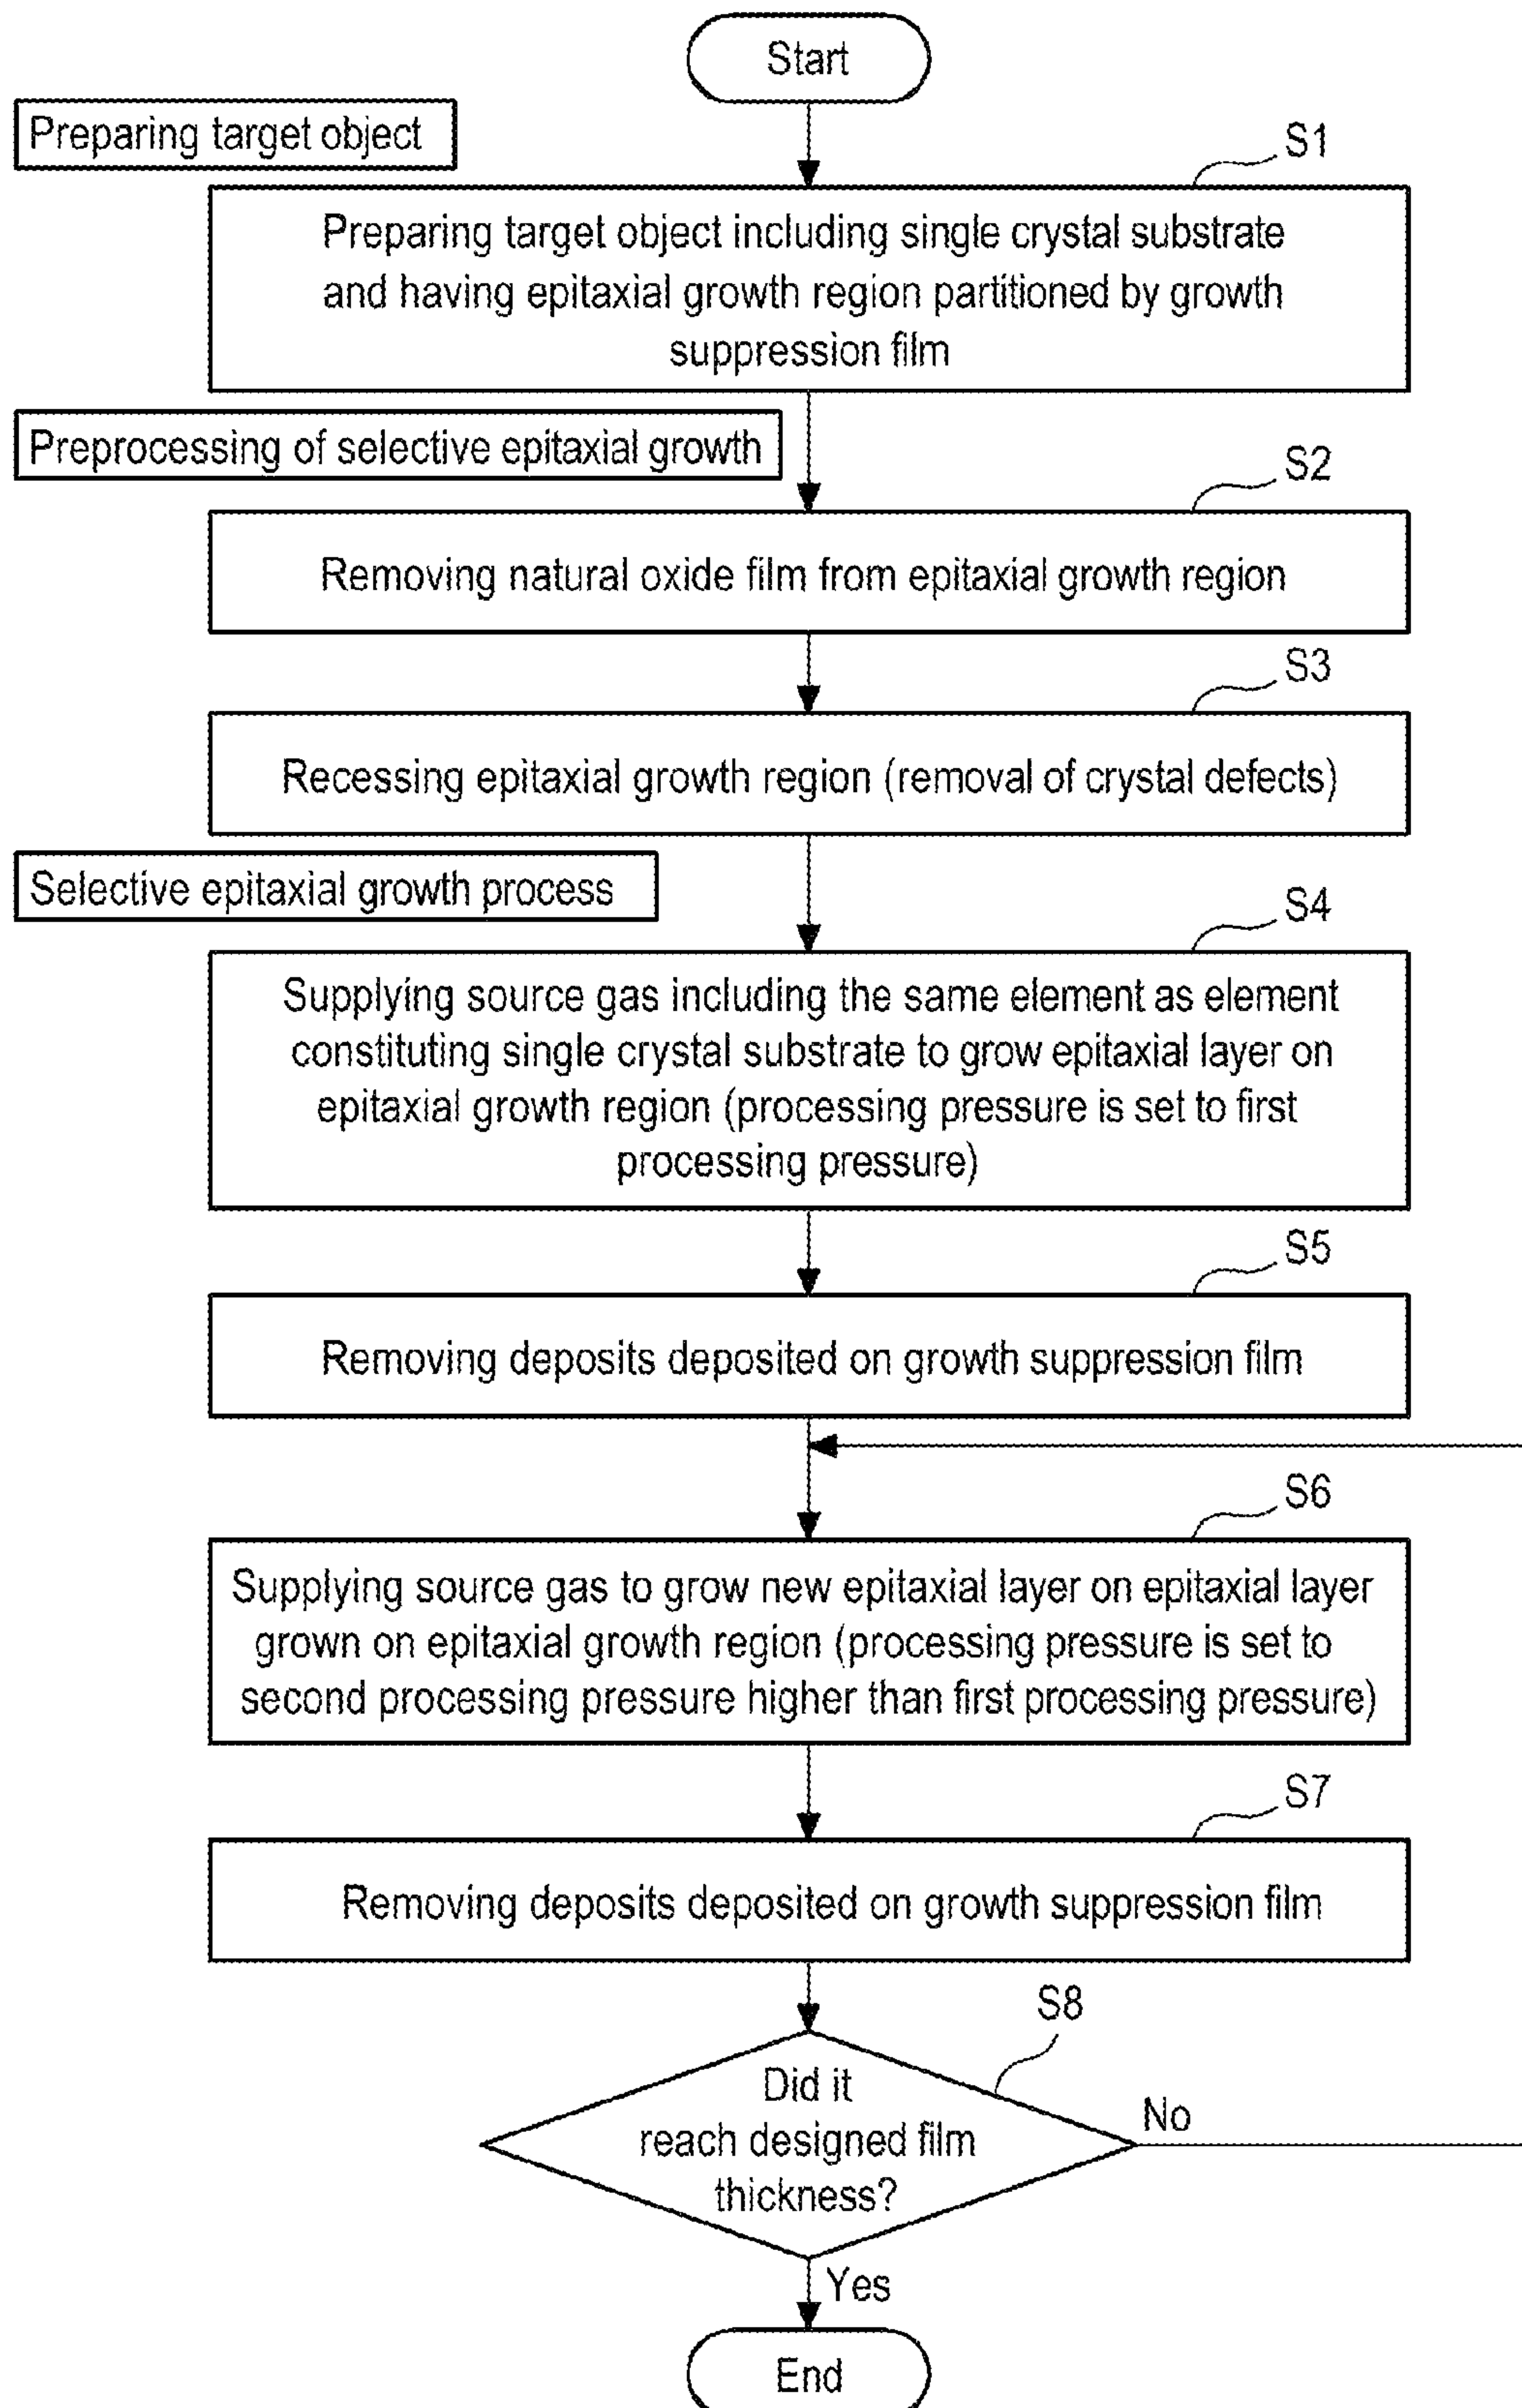 Start
Preparing target object
S1
Preparing target object including single crystal substrate
and having epitaxial growth region partitioned by growth
suppression film
Preprocessing of selective epitaxial growth
S2
Removing natural oxide film from epitaxial growth region
S3
Recessing epitaxial growth region (removal of crystal defects)
Selective epitaxial growth process
S4
Supplying source gas including the same element as element
constituting single crystal substrate to grow epitaxial layer on
epitaxial growth region (processing pressure is set to first
processing pressure)
S5
Removing deposits deposited on growth suppression film
S6
Supplying source gas to grow new epitaxial layer on epitaxial layer
grown on epitaxial growth region (processing pressure is set to
second processing pressure higher than first processing pressure)
S7
Removing deposits deposited on growth suppression film
S8
Did it
reach designed film
thickness?
No
Yes
End